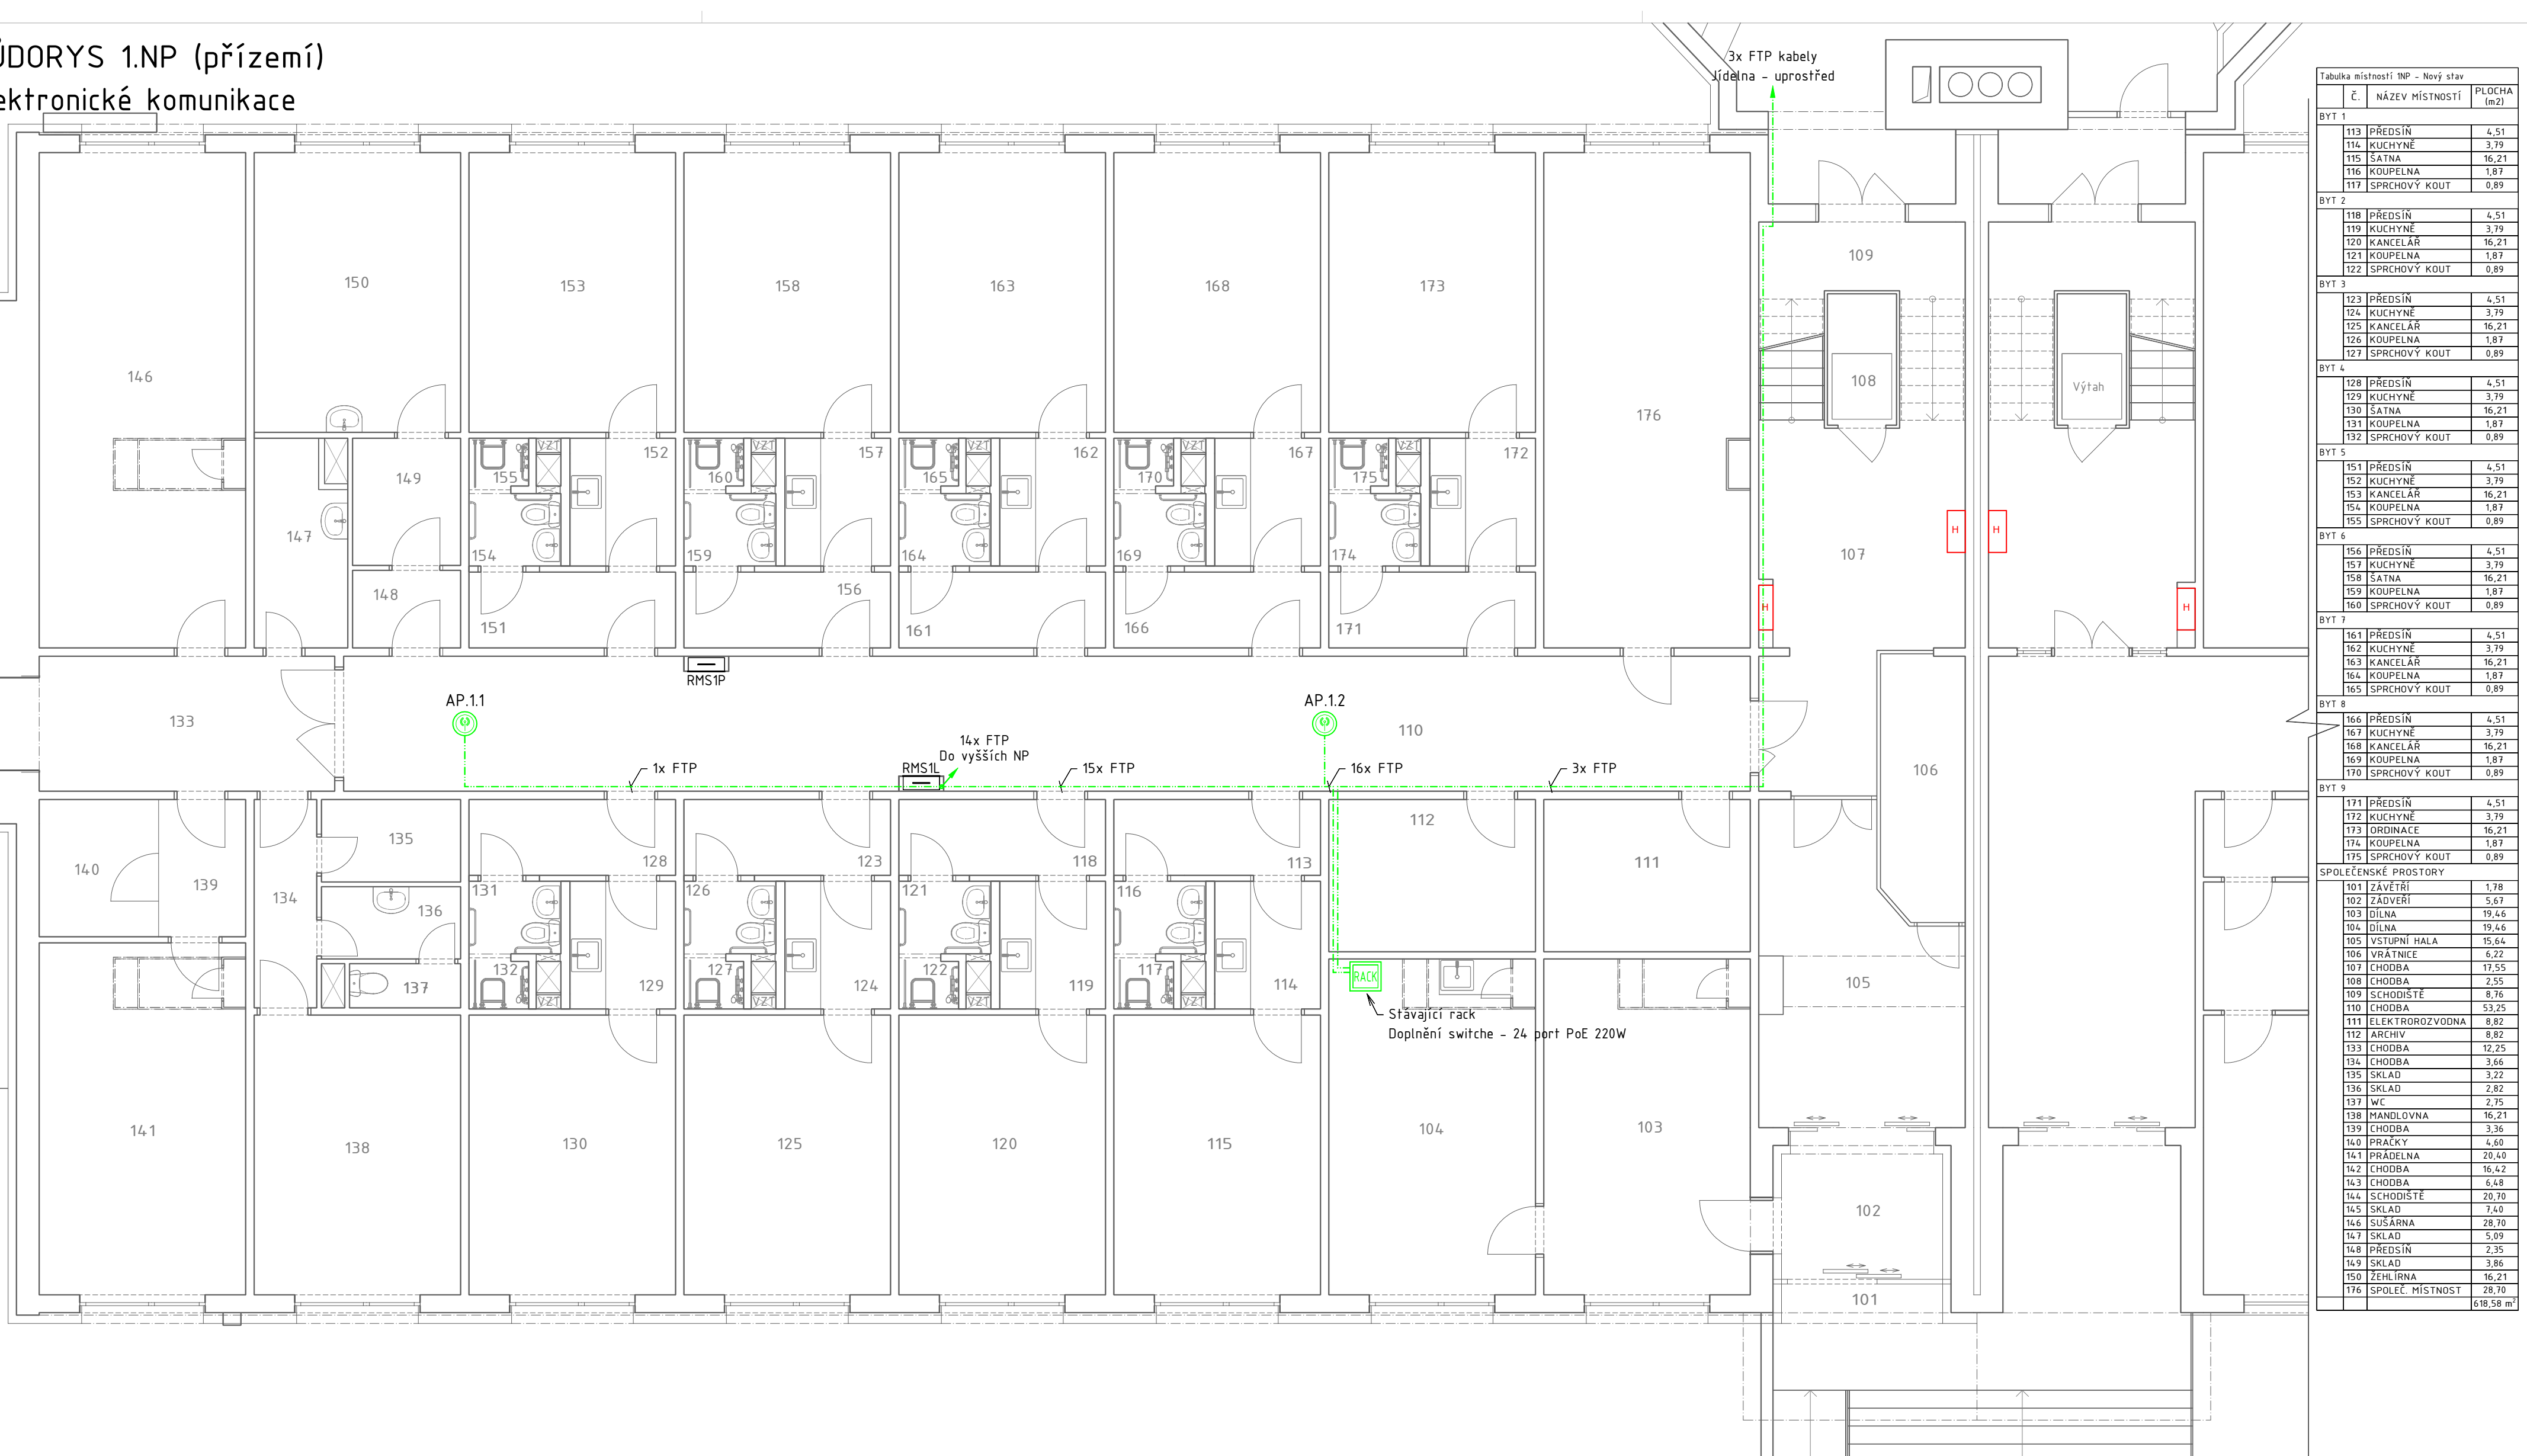 ŮDORYS 1.NP (přízemí)
ektronické komunikace
3x FTP kabely
Jídelna - uprostřed
146
150
153
158
163
168
173
176
109
108
Výtah
107
149
147
148
155
VZT
152
154
151
160
VZT
157
159
156
165
VZT
162
164
161
170
VZT
167
169
166
175
VZT
172
174
171
H
H
H
H
RMS1P
133
AP.1.1
AP.1.2
110
106
14x FTP
Do vyšších NP
1x FTP
RMS1L
15x FTP
16x FTP
3x FTP
140
139
134
135
136
137
128
131
132
VZT
129
123
126
127
VZT
124
118
121
122
VZT
119
113
116
117
VZT
114
112
111
RACK
Stávající rack
Doplnění switche - 24 port PoE 220W
105
141
138
130
125
120
115
104
103
102
101
Tabulka místností 1NP - Nový stav
Č. NÁZEV MÍSTNOSTÍ PLOCHA (m2)
BYT 1
113 PŘEDSÍŇ 4,51
114 KUCHYNĚ 3,79
115 ŠATNA 16,21
116 KOUPELNA 1,87
117 SPRCHOVÝ KOUT 0,89
BYT 2
118 PŘEDSÍŇ 4,51
119 KUCHYNĚ 3,79
120 KANCELÁŘ 16,21
121 KOUPELNA 1,87
122 SPRCHOVÝ KOUT 0,89
BYT 3
123 PŘEDSÍŇ 4,51
124 KUCHYNĚ 3,79
125 KANCELÁŘ 16,21
126 KOUPELNA 1,87
127 SPRCHOVÝ KOUT 0,89
BYT 4
128 PŘEDSÍŇ 4,51
129 KUCHYNĚ 3,79
130 ŠATNA 16,21
131 KOUPELNA 1,87
132 SPRCHOVÝ KOUT 0,89
BYT 5
151 PŘEDSÍŇ 4,51
152 KUCHYNĚ 3,79
153 KANCELÁŘ 16,21
154 KOUPELNA 1,87
155 SPRCHOVÝ KOUT 0,89
BYT 6
156 PŘEDSÍŇ 4,51
157 KUCHYNĚ 3,79
158 ŠATNA 16,21
159 KOUPELNA 1,87
160 SPRCHOVÝ KOUT 0,89
BYT 7
161 PŘEDSÍŇ 4,51
162 KUCHYNĚ 3,79
163 KANCELÁŘ 16,21
164 KOUPELNA 1,87
165 SPRCHOVÝ KOUT 0,89
BYT 8
166 PŘEDSÍŇ 4,51
167 KUCHYNĚ 3,79
168 KANCELÁŘ 16,21
169 KOUPELNA 1,87
170 SPRCHOVÝ KOUT 0,89
BYT 9
171 PŘEDSÍŇ 4,51
172 KUCHYNĚ 3,79
173 ORDINACE 16,21
174 KOUPELNA 1,87
175 SPRCHOVÝ KOUT 0,89
SPOLEČENSKÉ PROSTORY
101 ZÁVĚTŘÍ 1,78
102 ZÁDVEŘÍ 5,67
103 DÍLNA 19,46
104 DÍLNA 19,46
105 VSTUPNÍ HALA 15,64
106 VRÁTNICE 6,22
107 CHODBA 17,55
108 CHODBA 2,55
109 SCHODIŠTĚ 8,76
110 CHODBA 53,25
111 ELEKTROROZVODNA 8,82
112 ARCHIV 8,82
133 CHODBA 12,25
134 CHODBA 3,66
135 SKLAD 3,22
136 SKLAD 2,82
137 WC 2,75
138 MANDLOVNA 16,21
139 CHODBA 3,36
140 PRAČKY 4,60
141 PRÁDELNA 20,40
142 CHODBA 16,42
143 CHODBA 6,48
144 SCHODIŠTĚ 20,70
145 SKLAD 7,40
146 SUŠÁRNA 28,70
147 SKLAD 5,09
148 PŘEDSÍŇ 2,35
149 SKLAD 3,86
150 ŽEHLÍRNA 16,21
176 SPOLEČ. MÍSTNOST 28,70
618,58 m²